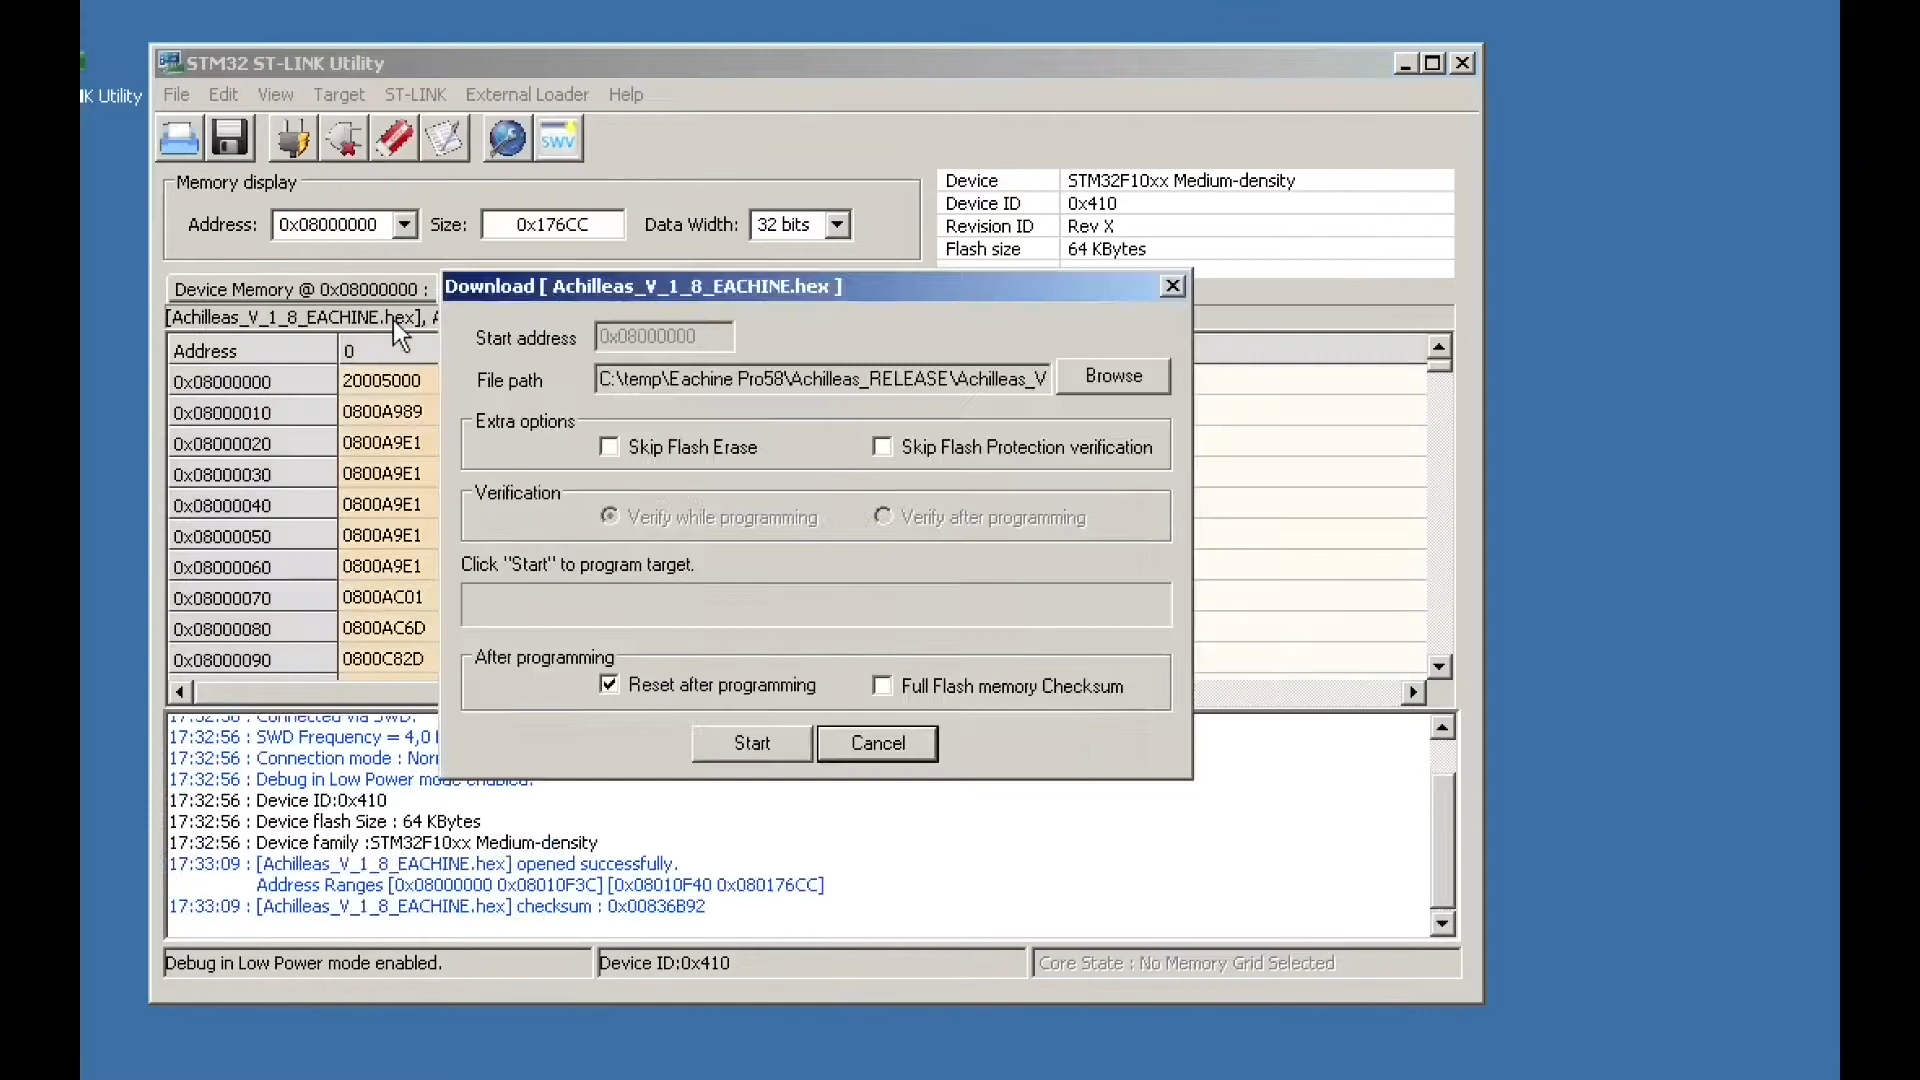 K Utility
STM32 ST-LINK Utility
File Edit View Target ST-LINK External Loader Help
SWV
Memory display
Address: 0x08000000 Size: 0x176CC Data Width: 32 bits
Device STM32F10xx Medium-density
Device ID 0x410
Revision ID Rev X
Flash size 64 KBytes
Device Memory @ 0x08000000 :
[Achilleas_V_1_8_EACHINE.hex], A
Address 0
0x08000000 20005000
0x08000010 0800A989
0x08000020 0800A9E1
0x08000030 0800A9E1
0x08000040 0800A9E1
0x08000050 0800A9E1
0x08000060 0800A9E1
0x08000070 0800AC01
0x08000080 0800AC6D
0x08000090 0800C82D
Download [ Achilleas_V_1_8_EACHINE.hex ]
Start address 0x08000000
File path C:\temp\Eachine Pro58\Achilleas_RELEASE\Achilleas_V Browse
Extra options
Skip Flash Erase Skip Flash Protection verification
Verification
Verify while programming Verify after programming
Click "Start" to program target.
After programming
Reset after programming Full Flash memory Checksum
Start Cancel
Connected via SWD.
17:32:56 : SWD Frequency = 4,0
17:32:56 : Connection mode : Nor
17:32:56 : Debug in Low Power mode enabled.
17:32:56 : Device ID:0x410
17:32:56 : Device flash Size : 64 KBytes
17:32:56 : Device family :STM32F10xx Medium-density
17:33:09 : [Achilleas_V_1_8_EACHINE.hex] opened successfully.
Address Ranges [0x08000000 0x08010F3C] [0x08010F40 0x080176CC]
17:33:09 : [Achilleas_V_1_8_EACHINE.hex] checksum : 0x00836B92
Debug in Low Power mode enabled. Device ID:0x410 Core State : No Memory Grid Selected